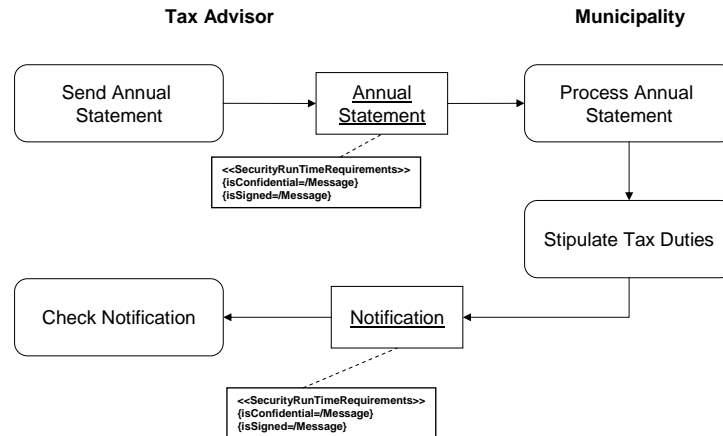 Tax Advisor
Municipality
Send Annual
Statement
Annual
Statement
Process Annual
Statement
<<SecurityRunTimeRequirements>>
{isConfidential=/Message}
{isSigned=/Message}
Stipulate Tax Duties
Check Notification
Notification
<<SecurityRunTimeRequirements>>
{isConfidential=/Message}
{isSigned=/Message}